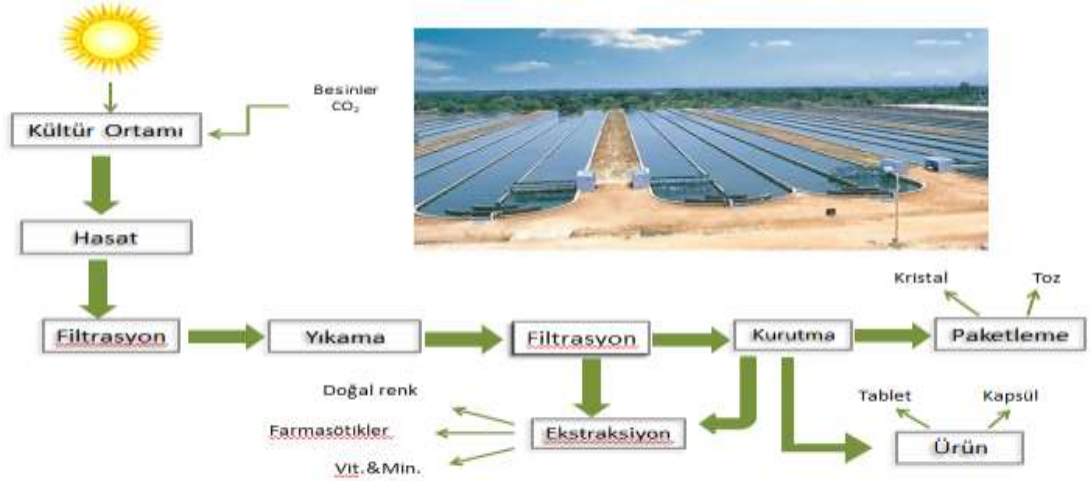 Besinler
CO₂
Kültür Ortamı
Hasat
Kristal
Toz
Filtrasyon
Yıkama
Filtrasyon
Kurutma
Paketleme
Doğal renk
Tablet
Kapsül
Farmasötikler
Ekstraksiyon
Ürün
Vit.&Min.